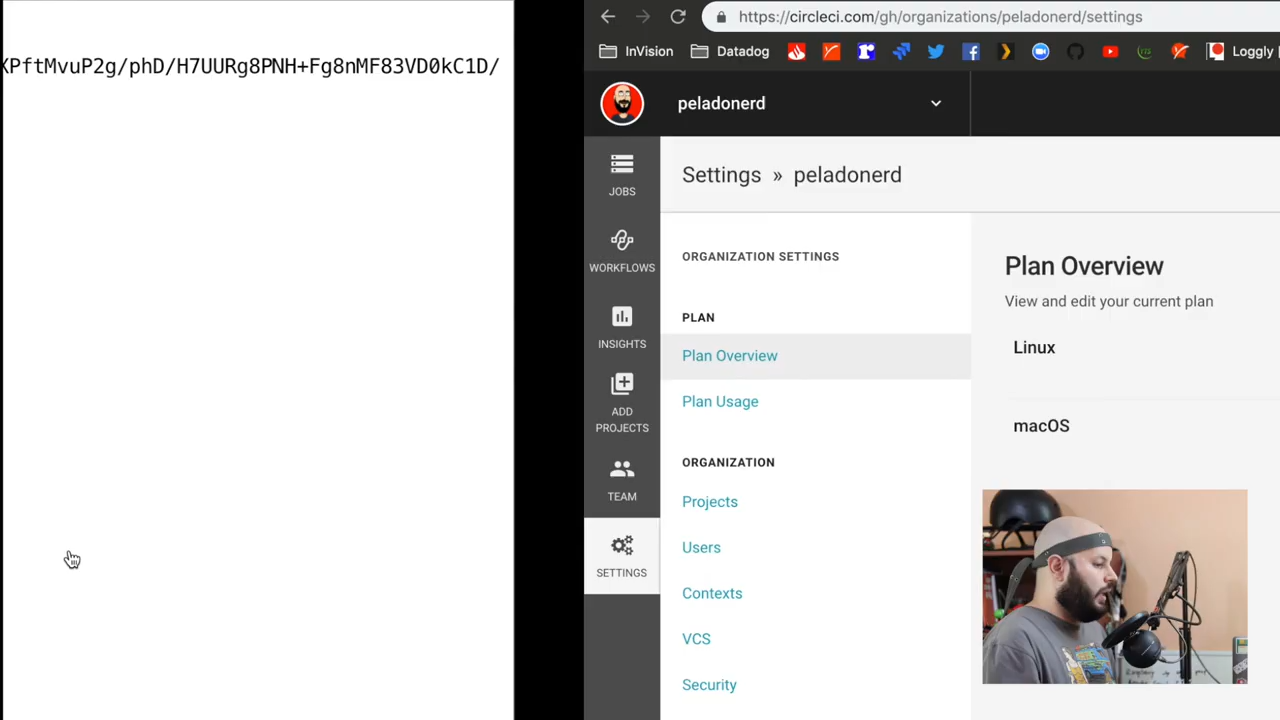 XPftMvuP2g/phD/H7UURg8PNH+Fg8nMF83VD0kC1D/
https://circleci.com/gh/organizations/peladonerd/settings
InVision
Datadog
Loggly
peladonerd
JOBS
WORKFLOWS
INSIGHTS
ADD
PROJECTS
TEAM
SETTINGS
Settings » peladonerd
ORGANIZATION SETTINGS
PLAN
Plan Overview
Plan Usage
ORGANIZATION
Projects
Users
Contexts
VCS
Security
Plan Overview
View and edit your current plan
Linux
macOS